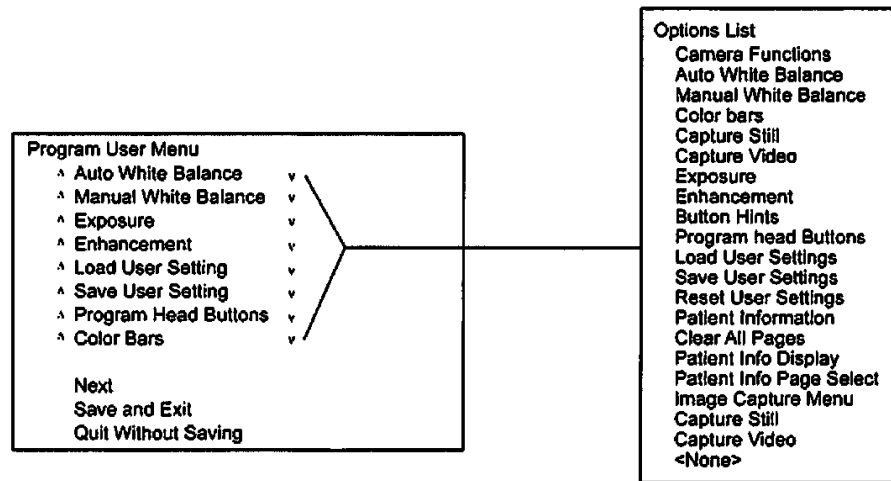 Program User Menu
^ Auto White Balance v
^ Manual White Balance v
^ Exposure v
^ Enhancement v
^ Load User Setting v
^ Save User Setting v
^ Program Head Buttons v
^ Color Bars v
Next
Save and Exit
Quit Without Saving
Options List
Camera Functions
Auto White Balance
Manual White Balance
Color bars
Capture Still
Capture Video
Exposure
Enhancement
Button Hints
Program head Buttons
Load User Settings
Save User Settings
Reset User Settings
Patient Information
Clear All Pages
Patient Info Display
Patient Info Page Select
Image Capture Menu
Capture Still
Capture Video
<None>